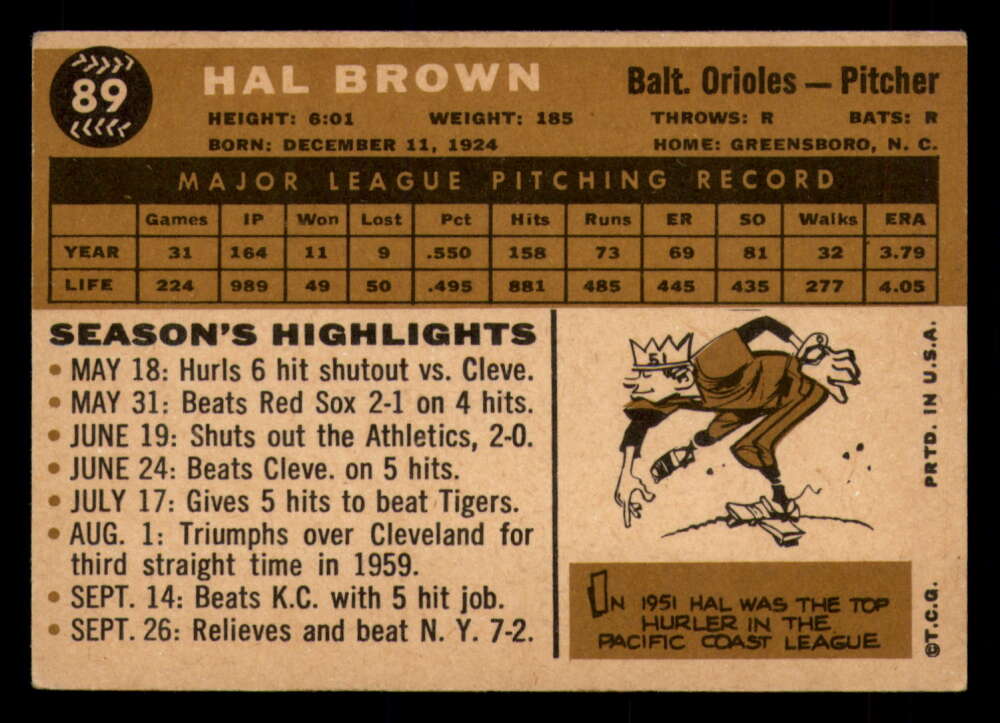 89
HAL BROWN
Balt. Orioles — Pitcher
HEIGHT: 6:01 WEIGHT: 185 THROWS: R BATS: R
BORN: DECEMBER 11, 1924 HOME: GREENSBORO, N. C.
MAJOR LEAGUE PITCHING RECORD
Games IP Won Lost Pct Hits Runs ER SO Walks ERA
YEAR 31 164 11 9 .550 158 73 69 81 32 3.79
LIFE 224 989 49 50 .495 881 485 445 435 277 4.05
SEASON'S HIGHLIGHTS
• MAY 18: Hurls 6 hit shutout vs. Cleve.
• MAY 31: Beats Red Sox 2-1 on 4 hits.
• JUNE 19: Shuts out the Athletics, 2-0.
• JUNE 24: Beats Cleve. on 5 hits.
• JULY 17: Gives 5 hits to beat Tigers.
• AUG. 1: Triumphs over Cleveland for
third straight time in 1959.
• SEPT. 14: Beats K.C. with 5 hit job.
• SEPT. 26: Relieves and beat N. Y. 7-2.
51
IN 1951 HAL WAS THE TOP
HURLER IN THE
PACIFIC COAST LEAGUE
©T.C.G. PRTD. IN U.S.A.